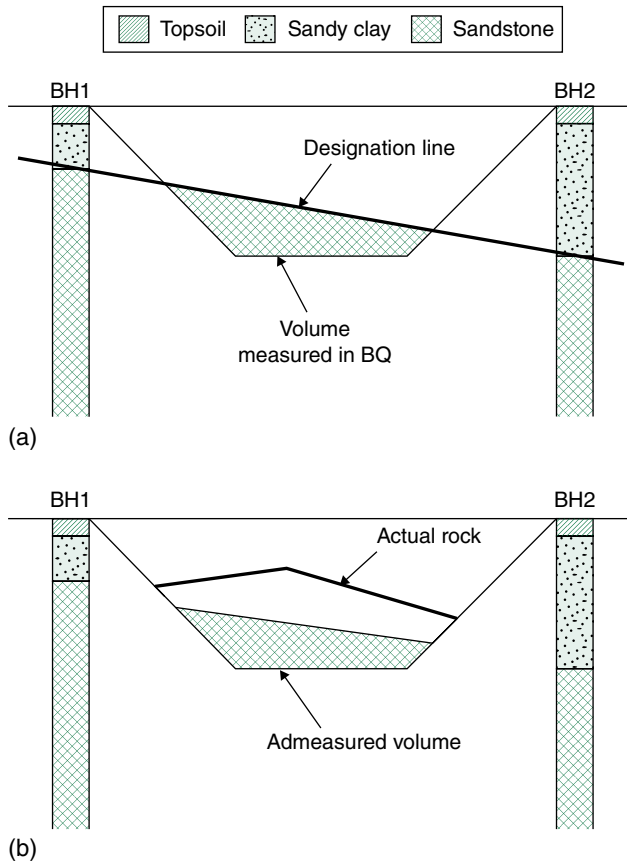 Topsoil Sandy clay Sandstone
BH1 BH2
Designation line
Volume
measured in BQ
(a)
BH1 BH2
Actual rock
Admeasured volume
(b)